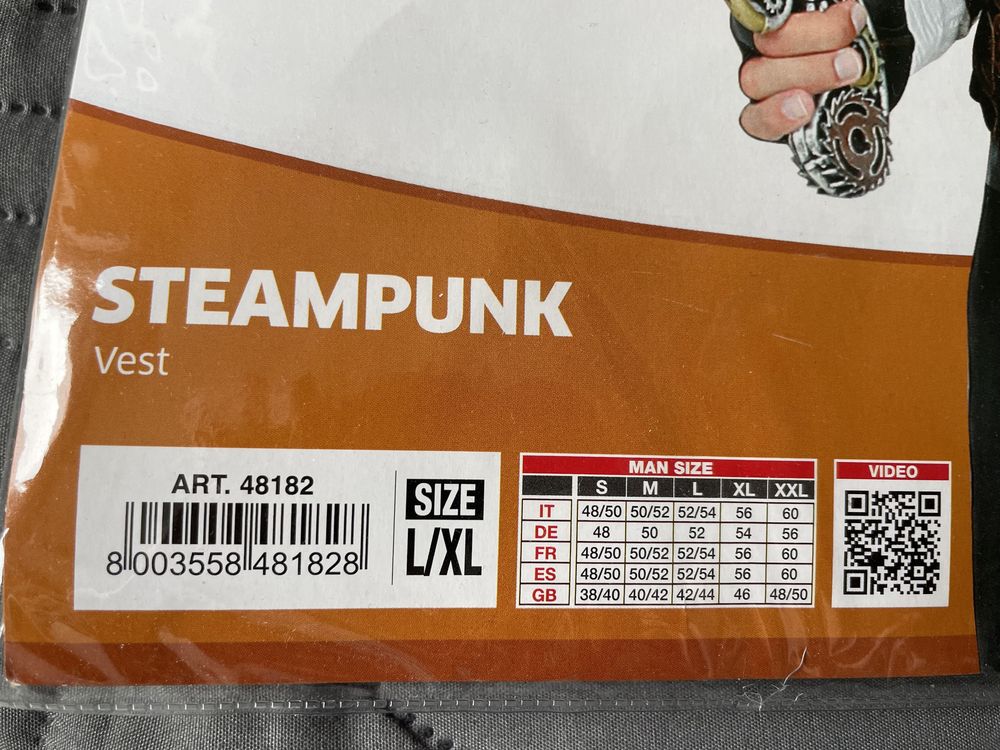 STEAMPUNK
Vest
ART. 48182
8 003558 481828
SIZE
L/XL
MAN SIZE
S M L XL XXL
IT 48/50 50/52 52/54 56 60
DE 48 50 52 54 56
FR 48/50 50/52 52/54 56 60
ES 48/50 50/52 52/54 56 60
GB 38/40 40/42 42/44 46 48/50
VIDEO